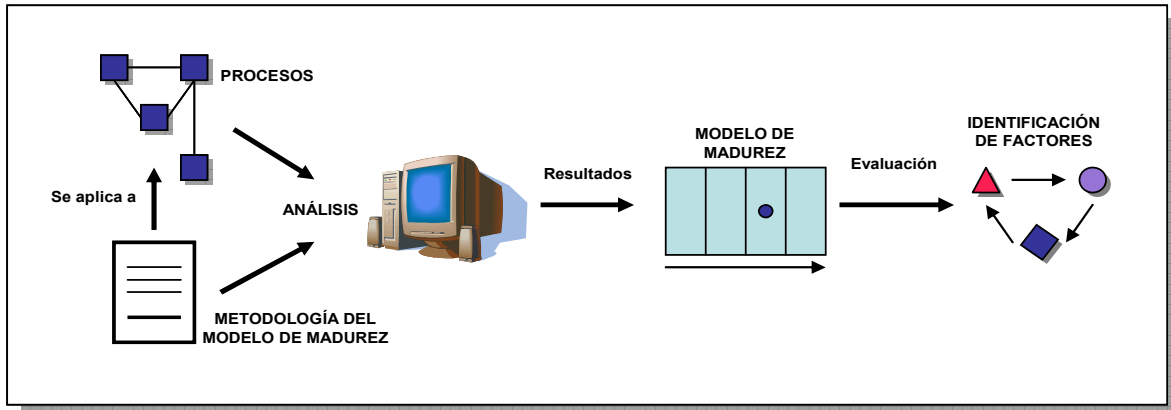 PROCESOS
Se aplica a
METODOLOGÍA DEL
MODELO DE MADUREZ
ANÁLISIS
Resultados
MODELO DE
MADUREZ
Evaluación
IDENTIFICACIÓN
DE FACTORES